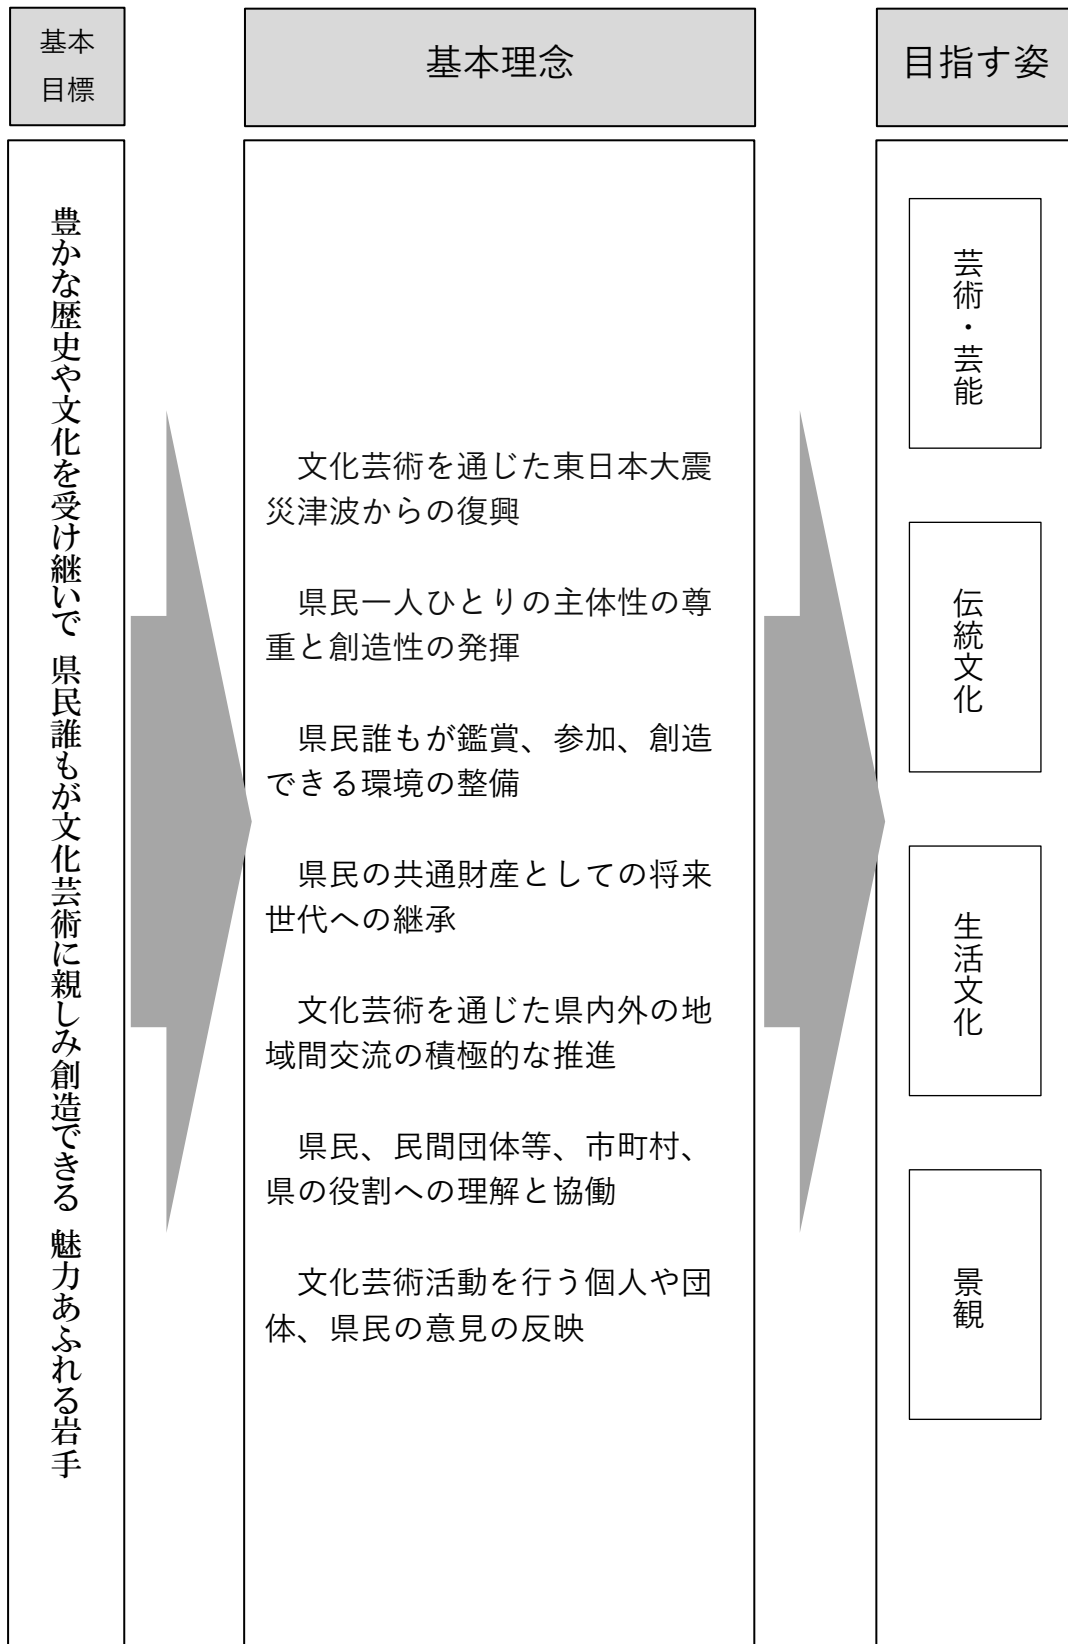 基本
目標
豊かな歴史や文化を受け継いで 県民誰もが文化芸術に親しみ創造できる 魅力あふれる岩手
基本理念
文化芸術を通じた東日本大震
災津波からの復興
県民一人ひとりの主体性の尊
重と創造性の発揮
県民誰もが鑑賞、参加、創造
できる環境の整備
県民の共通財産としての将来
世代への継承
文化芸術を通じた県内外の地
域間交流の積極的な推進
県民、民間団体等、市町村、
県の役割への理解と協働
文化芸術活動を行う個人や団
体、県民の意見の反映
目指す姿
芸術・芸能
伝統文化
生活文化
景観